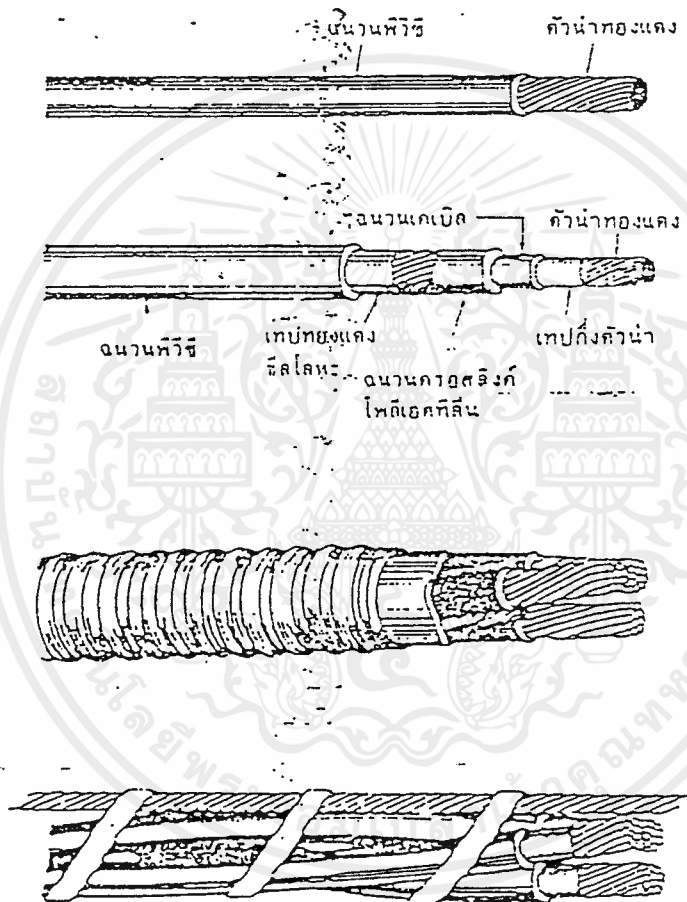 ฉนวนพีวีซี
ตัวนำทองแดง
ฉนวนเคเบิล
ตัวนำทองแดง
ฉนวนพีวีซี
เทปทองแดง
ชีลโลหะ
ฉนวนครอสลิงค์
โพลีเอทีลีน
เทปกึ่งตัวนำ